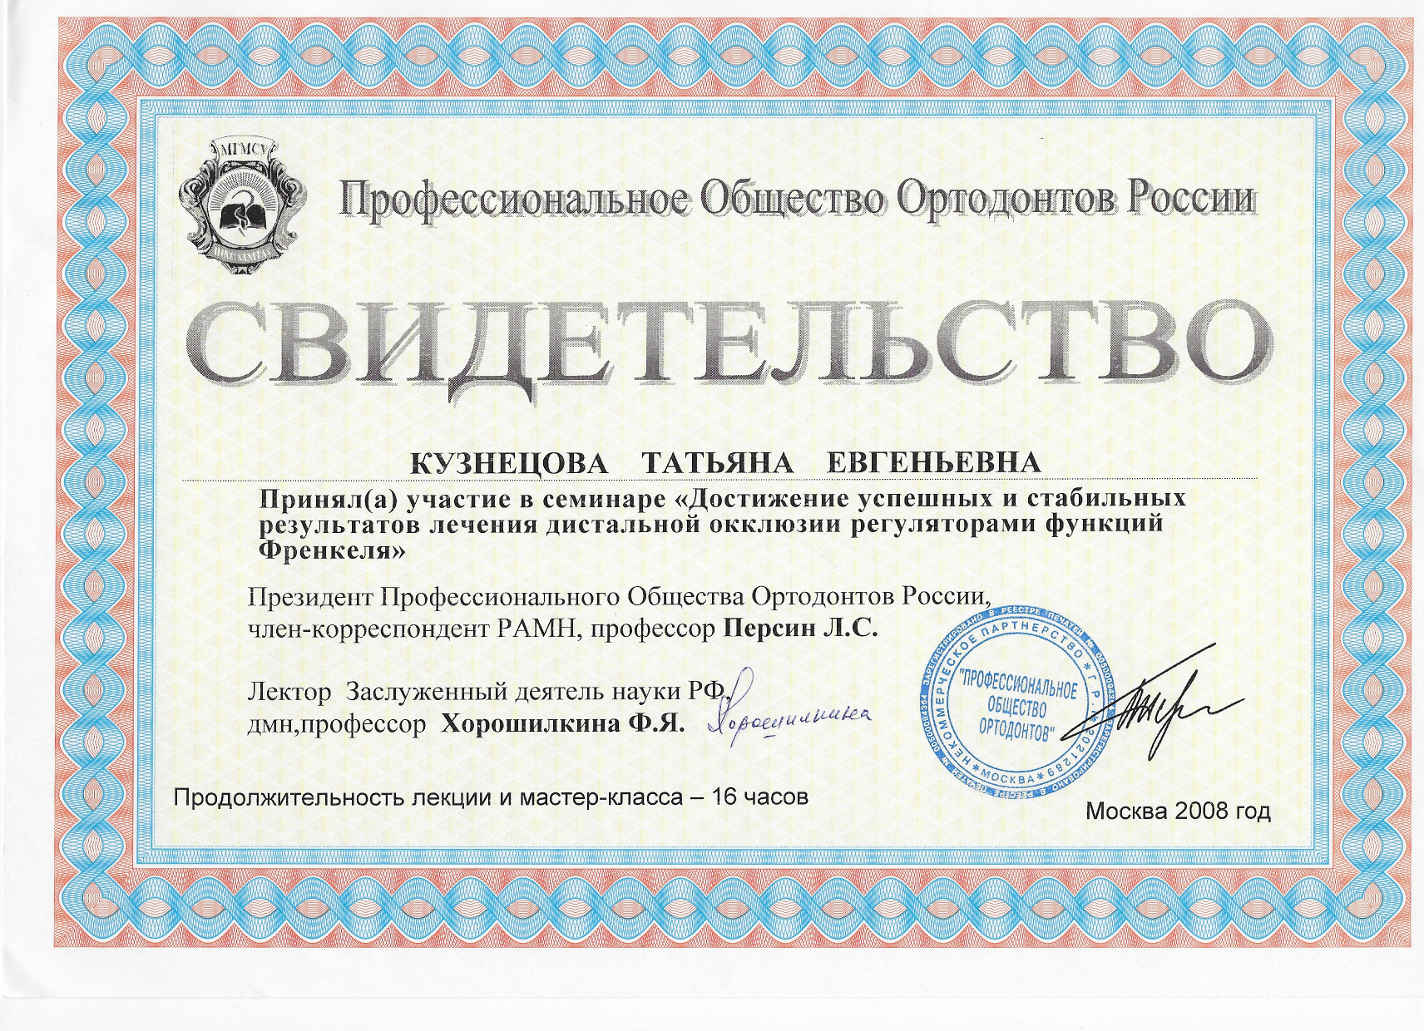 МГМСУ
Профессиональное Общество Ортодонтов России
СВИДЕТЕЛЬСТВО
КУЗНЕЦОВА ТАТЬЯНА ЕВГЕНЬЕВНА
Принял(а) участие в семинаре «Достижение успешных и стабильных
результатов лечения дистальной окклюзии регуляторами функций
Френкеля»
Президент Профессионального Общества Ортодонтов России,
член-корреспондент РАМН, профессор Персин Л.С.
Лектор Заслуженный деятель науки РФ,
дмн,профессор Хорошилкина Ф.Я.
Хорошилкина
НЕКОММЕРЧЕСКОЕ ПАРТНЕРСТВО
"ПРОФЕССИОНАЛЬНОЕ
ОБЩЕСТВО
ОРТОДОНТОВ"
МОСКВА
Продолжительность лекции и мастер-класса – 16 часов
Москва 2008 год